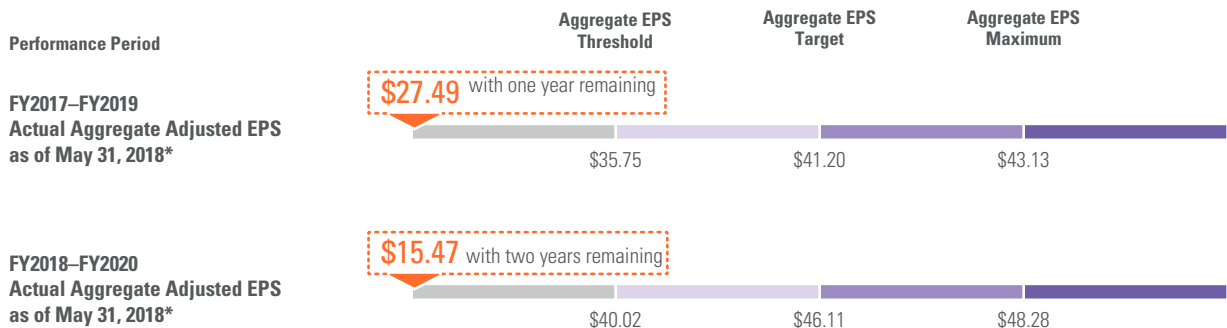 Performance Period
Aggregate EPS
Threshold
Aggregate EPS
Target
Aggregate EPS
Maximum
FY2017–FY2019
Actual Aggregate Adjusted EPS
as of May 31, 2018*
$27.49 with one year remaining
$35.75
$41.20
$43.13
FY2018–FY2020
Actual Aggregate Adjusted EPS
as of May 31, 2018*
$15.47 with two years remaining
$40.02
$46.11
$48.28